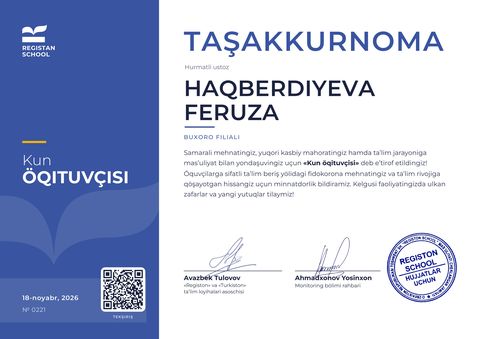 REGISTAN
SCHOOL
Kun
ÖQITUVÇISI
18-noyabr, 2026
№ 0221
TEKŞIRIŞ
TAŞAKKURNOMA
Hurmatli ustoz
HAQBERDIYEVA
FERUZA
BUXORO FILIALI
Samarali mehnatingiz, yuqori kasbiy mahoratingiz hamda ta’lim jarayoniga
mas’uliyat bilan yondaşuvingiz uçun «Kun öqituvçisi» deb e’tirof etildingiz!
Öquvçilarga sifatli ta’lim beriş yölidagi fidokorona mehnatingiz va ta’lim rivojiga
qöşayotgan hissangiz uçun minnatdorlik bildiramiz. Kelgusi faoliyatingizda ulkan
zafarlar va yangi yutuqlar tilaymiz!
Avazbek Tulovov
«Registon» va «Turkiston»
ta’lim loyihalari asoschisi
Ahmadxonov Yosinxon
Monitoring bölimi rahbari
REGISTON
SCHOOL
HUJJATLAR
UCHUN